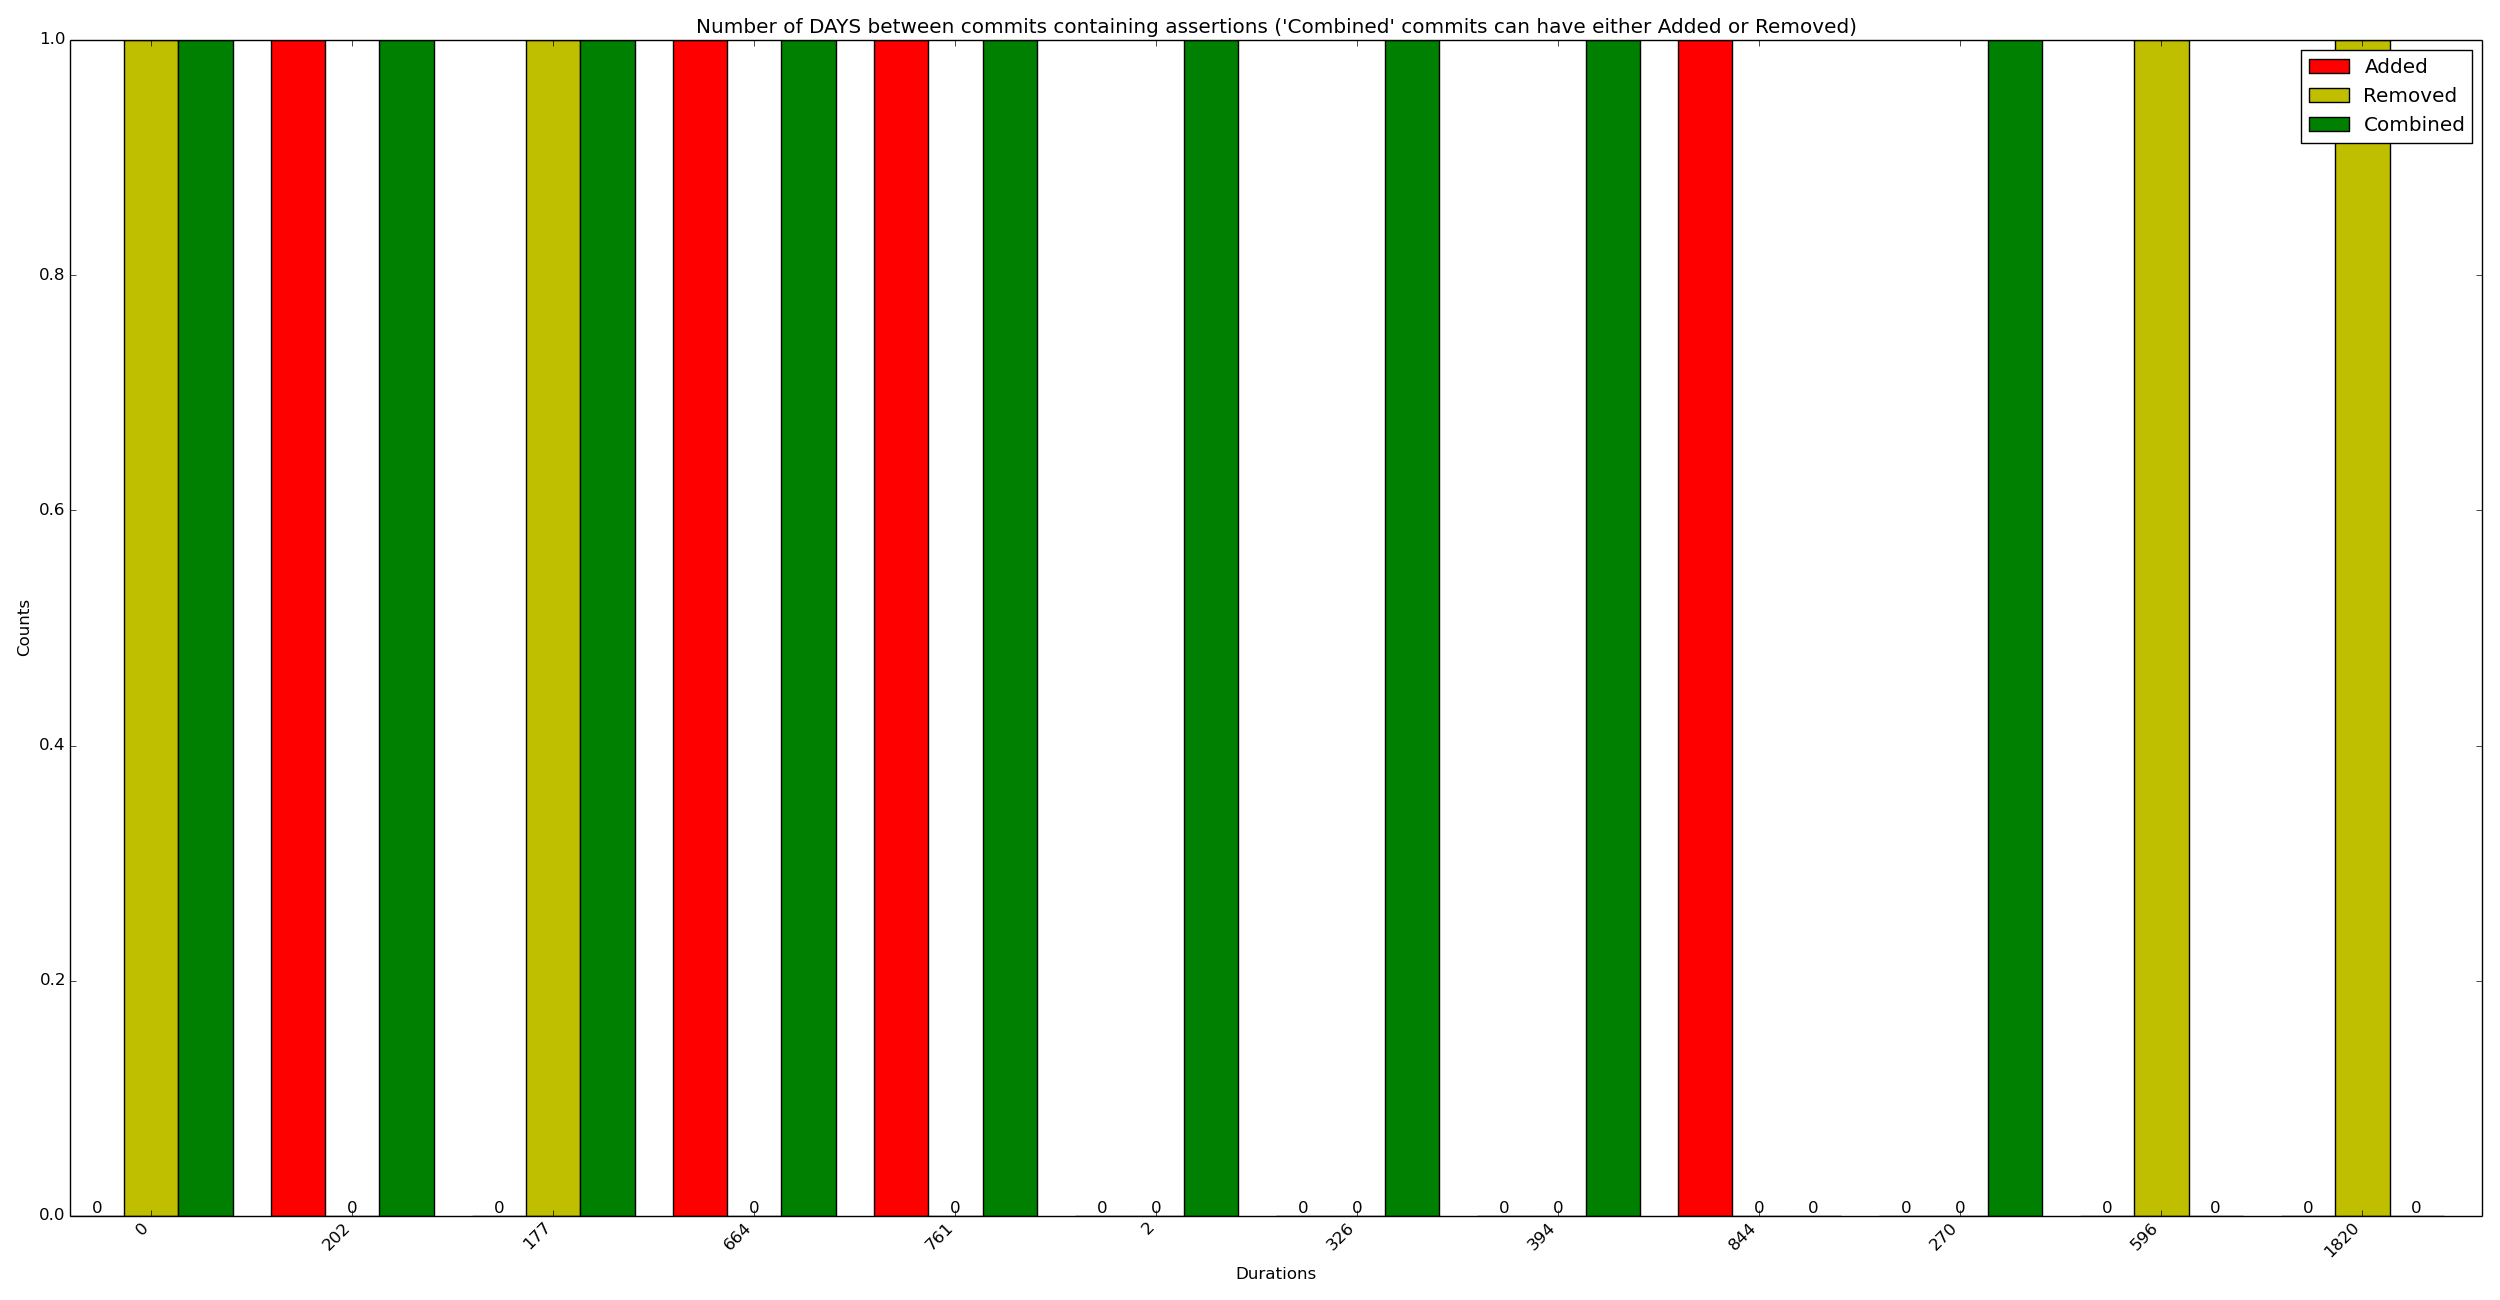 Number of DAYS between commits containing assertions ('Combined' commits can have either Added or Removed)
Added
Removed
Combined
1.0
0.8
0.6
0.4
0.2
0.0
Counts
0 0 0 0 0 0 0 0 0 0 0 0 0 0 0 0 0 0 0 0
0 202 177 664 761 2 326 394 844 270 596 1820
Durations